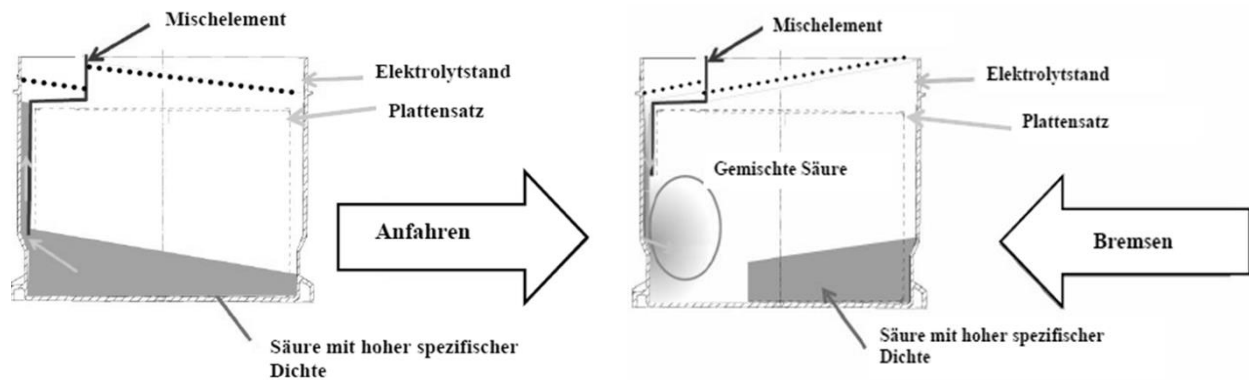 Mischelement
Elektrolytstand
Plattensatz
Anfahren
Säure mit hoher spezifischer
Dichte
Mischelement
Elektrolytstand
Plattensatz
Gemischte Säure
Bremsen
Säure mit hoher spezifischer
Dichte